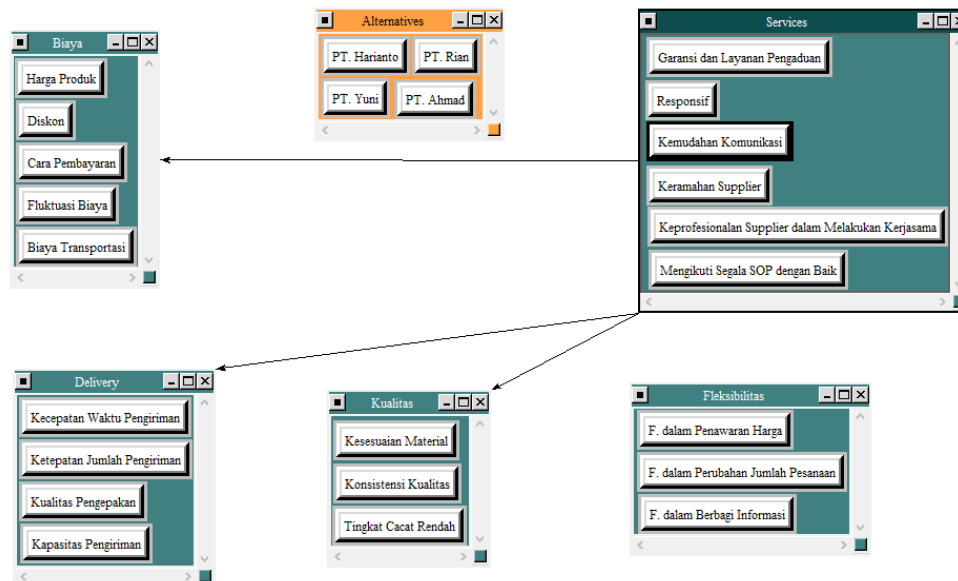 Biaya
Harga Produk
Diskon
Cara Pembayaran
Fluktuasi Biaya
Biaya Transportasi
Alternatives
PT. Harianto
PT. Rian
PT. Yuni
PT. Ahmad
Services
Garansi dan Layanan Pengaduan
Responsif
Kemudahan Komunikasi
Keramahan Supplier
Keprofesionalan Supplier dalam Melakukan Kerjasama
Mengikuti Segala SOP dengan Baik
Delivery
Kecepatan Waktu Pengiriman
Ketepatan Jumlah Pengiriman
Kualitas Pengepakan
Kapasitas Pengiriman
Kualitas
Kesesuaian Material
Konsistensi Kualitas
Tingkat Cacat Rendah
Fleksibilitas
F. dalam Penawaran Harga
F. dalam Perubahan Jumlah Pesanaan
F. dalam Berbagi Informasi